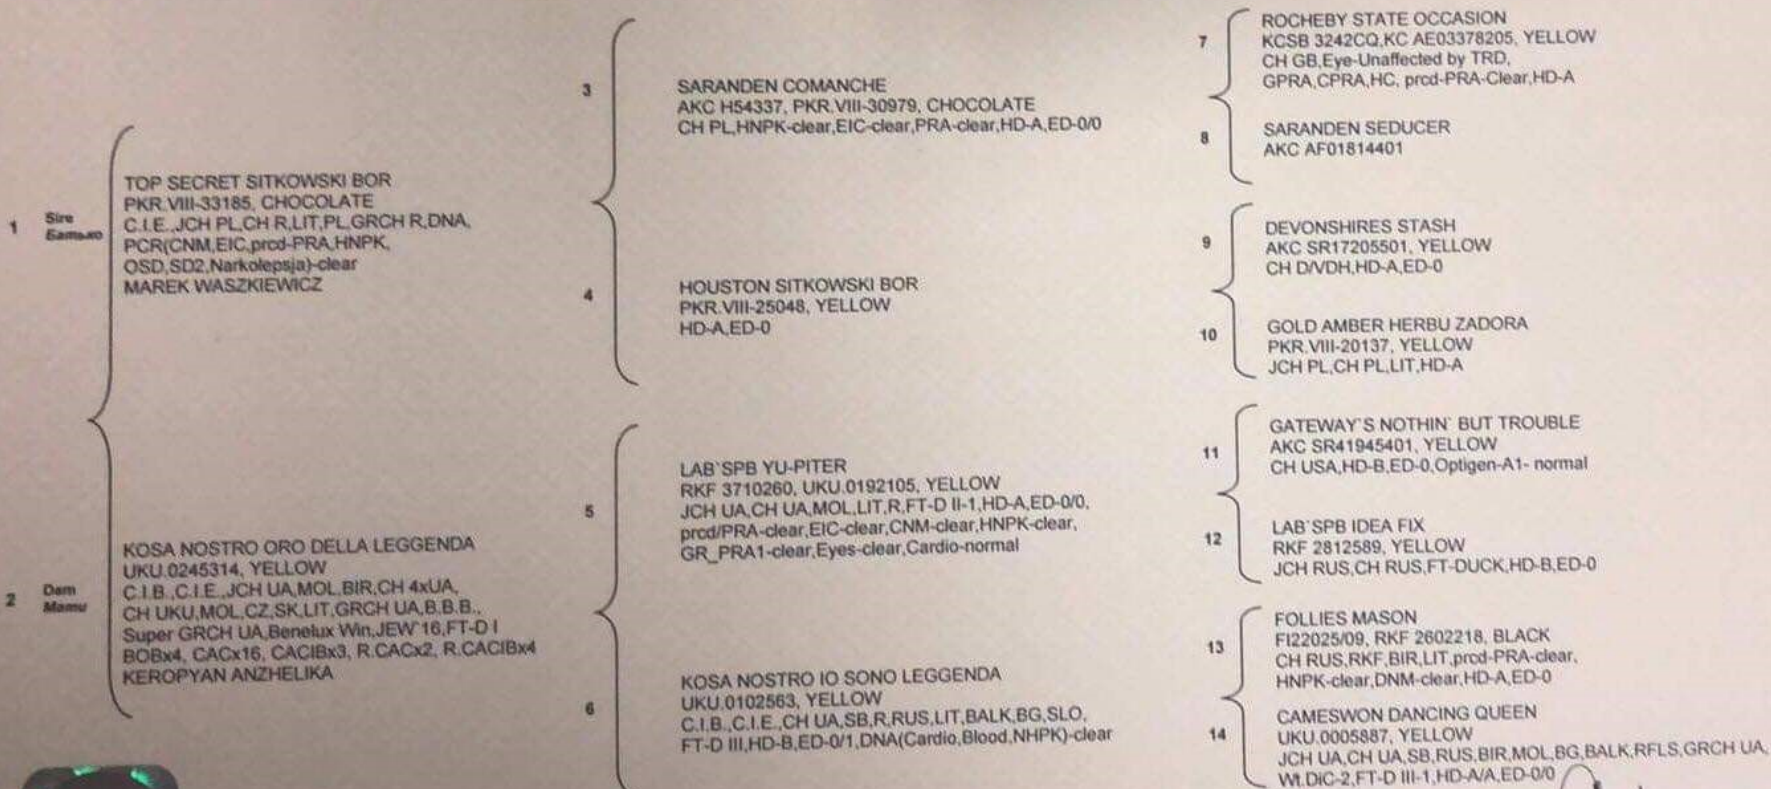 1 Sire
Батько
TOP SECRET SITKOWSKI BOR
PKR.VIII-33185, CHOCOLATE
C.I.E.,JCH PL,CH R,LIT,PL,GRCH R,DNA,
PCR(CNM,EIC,prcd-PRA,HNPK,
OSD,SD2,Narkolepsja)-clear
MAREK WASZKIEWICZ
2 Dam
Мати
KOSA NOSTRO ORO DELLA LEGGENDA
UKU.0245314, YELLOW
C.I.B.,C.I.E.,JCH UA,MOL,BIR,CH 4xUA,
CH UKU,MOL,CZ,SK,LIT,GRCH UA,B.B.B.,
Super GRCH UA,Benelux Win,JEW`16,FT-D I
BOBx4, CACx16, CACIBx3, R.CACx2, R.CACIBx4
KEROPYAN ANZHELIKA
3
SARANDEN COMANCHE
AKC H54337, PKR.VIII-30979, CHOCOLATE
CH PL,HNPK-clear,EIC-clear,PRA-clear,HD-A,ED-0/0
4
HOUSTON SITKOWSKI BOR
PKR.VIII-25048, YELLOW
HD-A,ED-0
5
LAB`SPB YU-PITER
RKF 3710260, UKU.0192105, YELLOW
JCH UA,CH UA,MOL,LIT,R,FT-D II-1,HD-A,ED-0/0,
prcd/PRA-clear,EIC-clear,CNM-clear,HNPK-clear,
GR_PRA1-clear,Eyes-clear,Cardio-normal
6
KOSA NOSTRO IO SONO LEGGENDA
UKU.0102563, YELLOW
C.I.B.,C.I.E.,CH UA,SB,R,RUS,LIT,BALK,BG,SLO,
FT-D III,HD-B,ED-0/1,DNA(Cardio,Blood,NHPK)-clear
7
ROCHEBY STATE OCCASION
KCSB 3242CQ,KC AE03378205, YELLOW
CH GB,Eye-Unaffected by TRD,
GPRA,CPRA,HC, prcd-PRA-Clear,HD-A
8
SARANDEN SEDUCER
AKC AF01814401
9
DEVONSHIRES STASH
AKC SR17205501, YELLOW
CH D/VDH,HD-A,ED-0
10
GOLD AMBER HERBU ZADORA
PKR.VIII-20137, YELLOW
JCH PL,CH PL,LIT,HD-A
11
GATEWAY`S NOTHIN` BUT TROUBLE
AKC SR41945401, YELLOW
CH USA,HD-B,ED-0,Optigen-A1- normal
12
LAB`SPB IDEA FIX
RKF 2812589, YELLOW
JCH RUS,CH RUS,FT-DUCK,HD-B,ED-0
13
FOLLIES MASON
FI22025/09, RKF 2602218, BLACK
CH RUS,RKF,BIR,LIT,prcd-PRA-clear,
HNPK-clear,DNM-clear,HD-A,ED-0
14
CAMESWON DANCING QUEEN
UKU.0005887, YELLOW
JCH UA,CH UA,SB,RUS,BIR,MOL,BG,BALK,RFLS,GRCH UA,
Wt.DiC-2,FT-D III-1,HD-A/A,ED-0/0